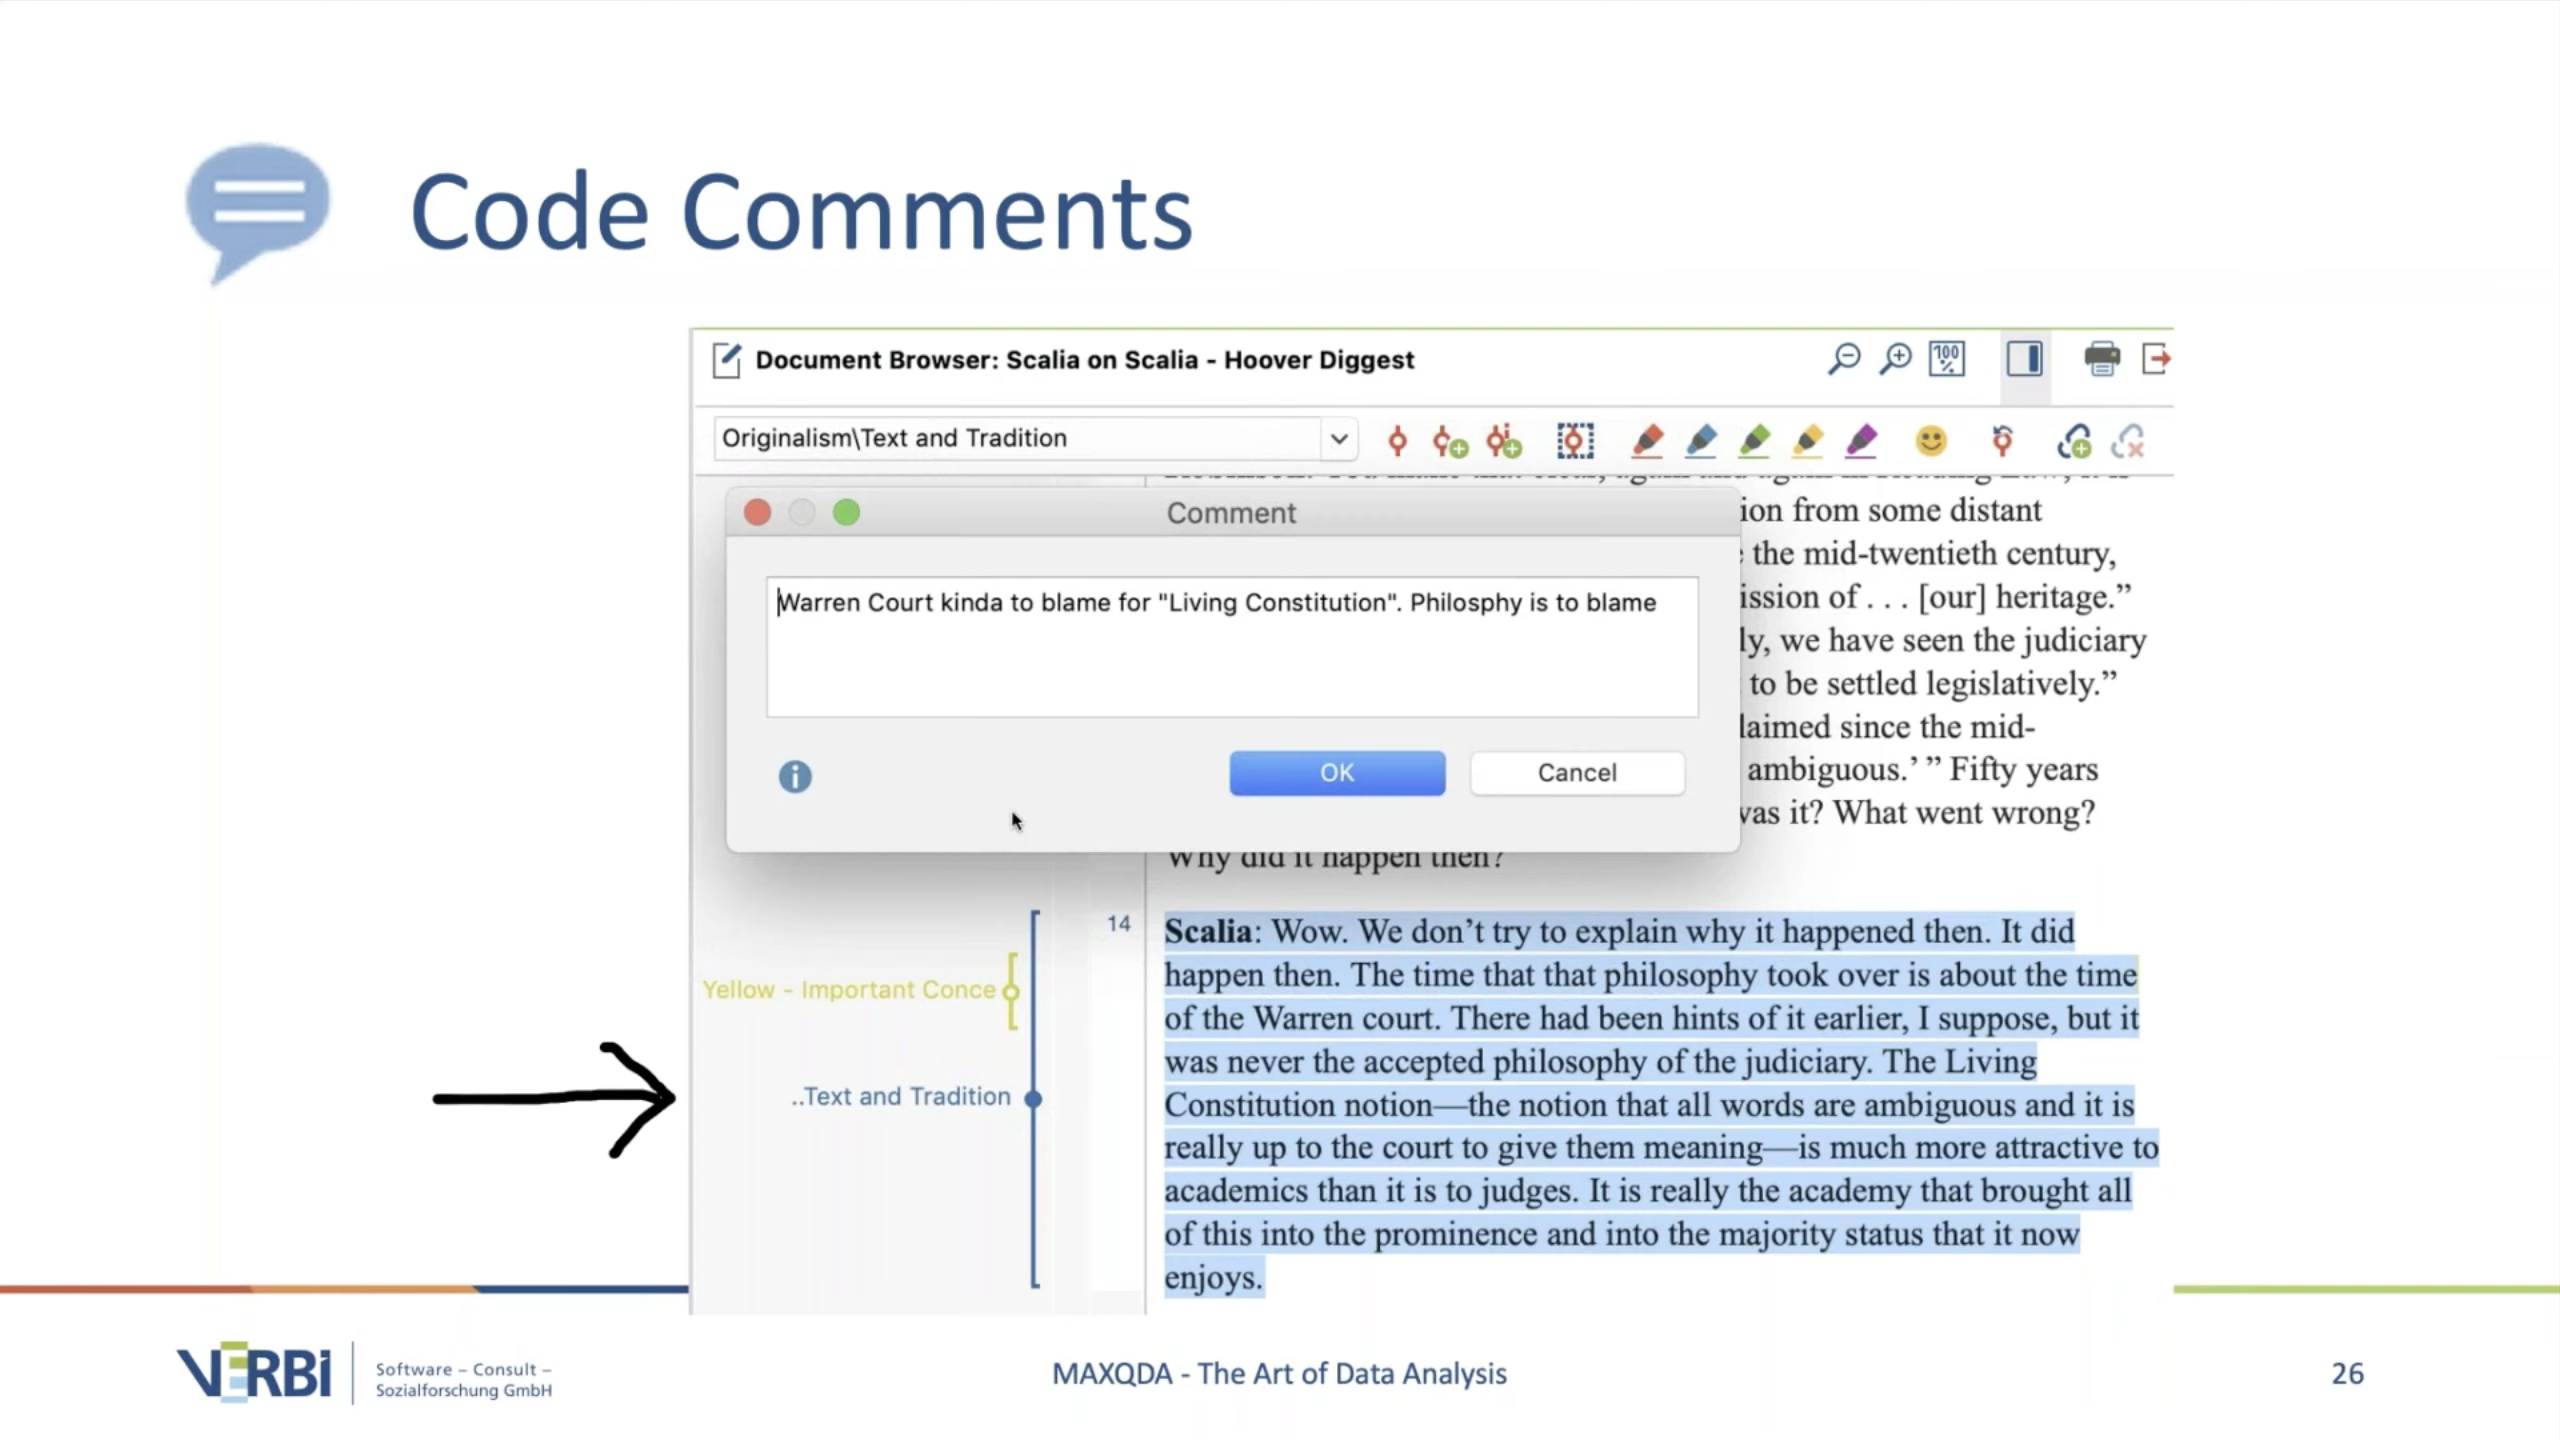 Code Comments
Document Browser: Scalia on Scalia - Hoover Diggest
100
%
Originalism\Text and Tradition
Comment
Warren Court kinda to blame for "Living Constitution". Philosphy is to blame
OK
Cancel
ion from some distant
the mid-twentieth century,
ission of . . . [our] heritage.”
ly, we have seen the judiciary
to be settled legislatively.”
laimed since the mid-
ambiguous.’ ” Fifty years
was it? What went wrong?
Why did it happen then?
14
Scalia: Wow. We don’t try to explain why it happened then. It did
happen then. The time that that philosophy took over is about the time
of the Warren court. There had been hints of it earlier, I suppose, but it
was never the accepted philosophy of the judiciary. The Living
Constitution notion—the notion that all words are ambiguous and it is
really up to the court to give them meaning—is much more attractive to
academics than it is to judges. It is really the academy that brought all
of this into the prominence and into the majority status that it now
enjoys.
Yellow - Important Conce
..Text and Tradition
VERBI
Software – Consult –
Sozialforschung GmbH
MAXQDA - The Art of Data Analysis
26